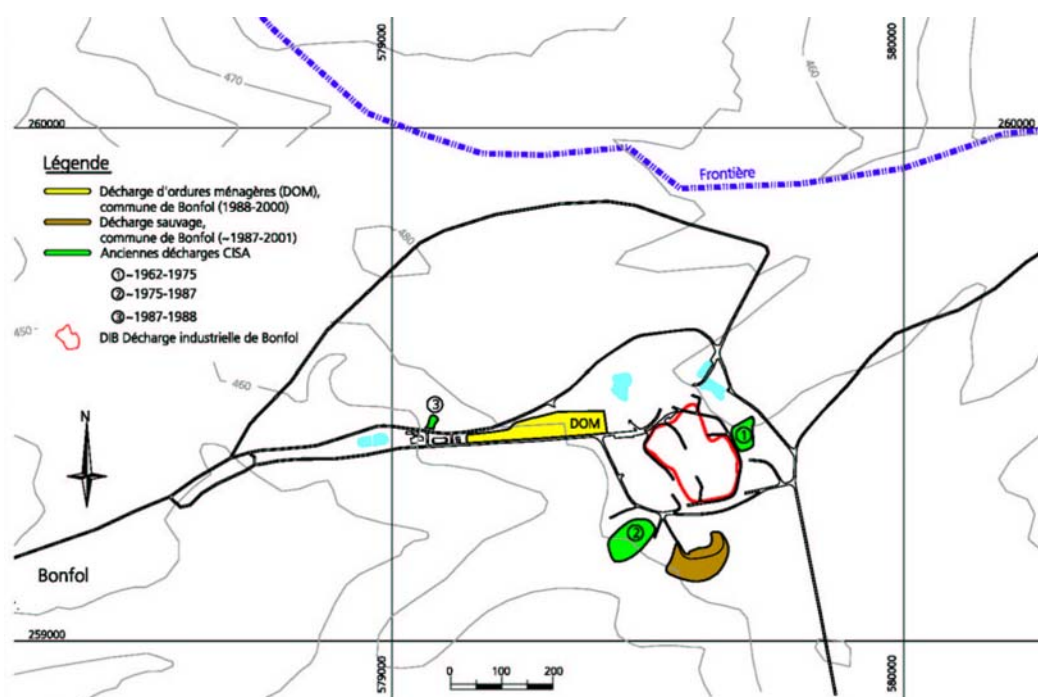 579000
580000
470
460
260000
260000
Légende
Frontière
Décharge d'ordures ménagères (DOM),
commune de Bonfol (1988-2000)
Décharge sauvage,
commune de Bonfol (~1987-2001)
Anciennes décharges CISA
①~1962-1975
②~1975-1987
③~1987-1988
DIB Décharge industrielle de Bonfol
480
450
460
N
③
DOM
①
②
Bonfol
259000
259000
579000
580000
0 100 200